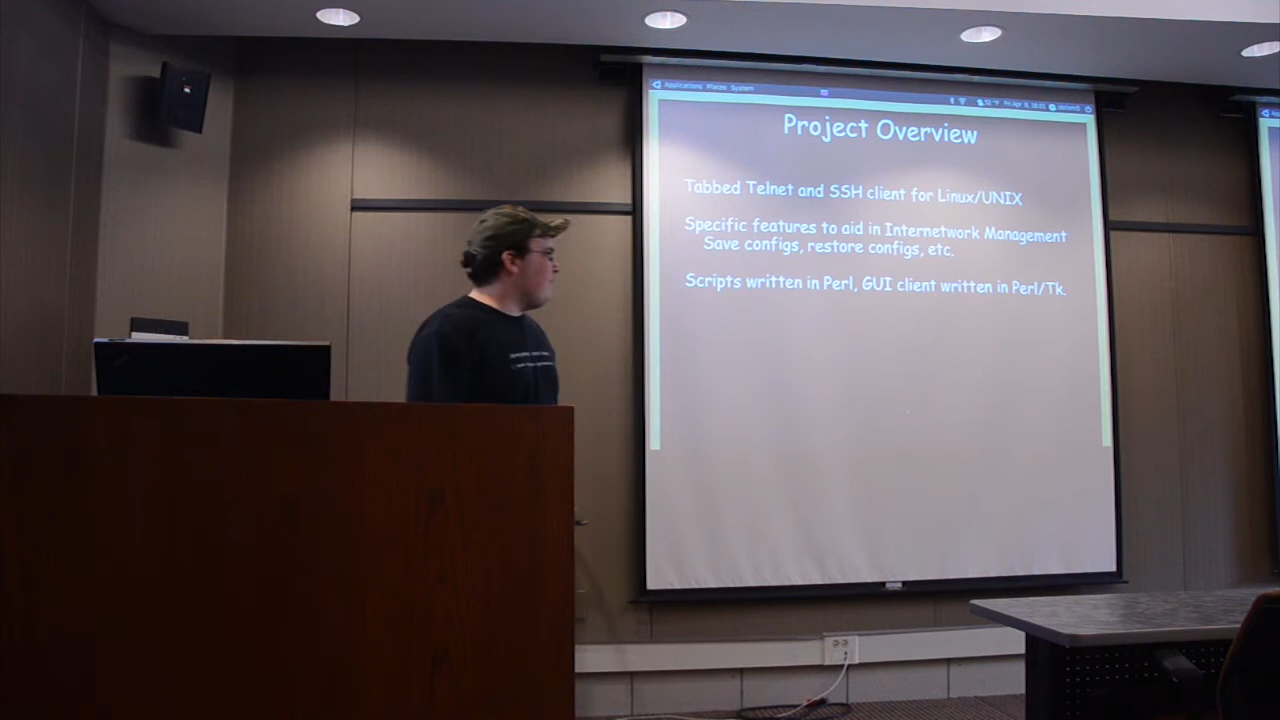 Applications Places System
Project Overview
Tabbed Telnet and SSH client for Linux/UNIX
Specific features to aid in Internetwork Management
Save configs, restore configs, etc.
Scripts written in Perl, GUI client written in Perl/Tk.